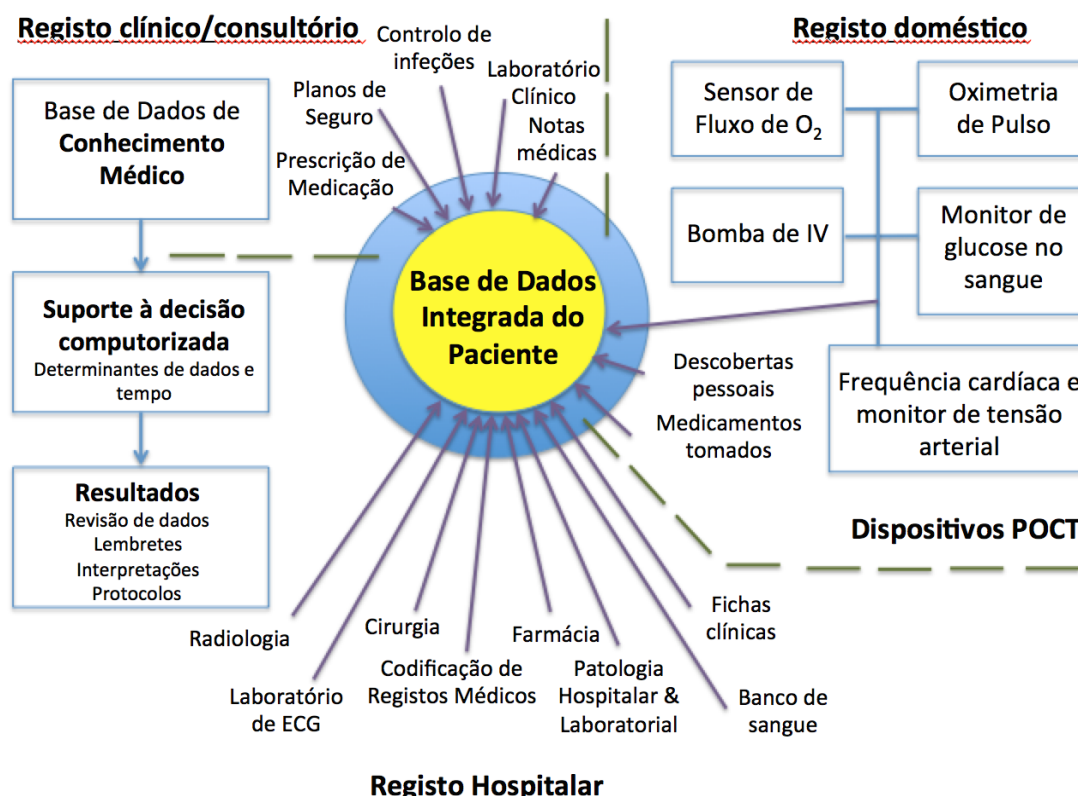 Registo clínico/consultório
Base de Dados de
Conhecimento
Médico
Suporte à decisão
computorizada
Determinantes de dados e
tempo
Resultados
Revisão de dados
Lembretes
Interpretações
Protocolos
Controlo de
infeções
Planos de
Seguro
Laboratório
Clínico
Notas
médicas
Prescrição de
Medicação
Base de Dados
Integrada do
Paciente
Registo doméstico
Sensor de
Fluxo de O₂
Oximetria
de Pulso
Bomba de IV
Monitor de
glucose no
sangue
Frequência cardíaca e
monitor de tensão
arterial
Descobertas
pessoais
Medicamentos
tomados
Dispositivos POCT
Radiologia
Laboratório
de ECG
Cirurgia
Codificação de
Registos Médicos
Farmácia
Patologia
Hospitalar &
Laboratorial
Fichas
clínicas
Banco de
sangue
Registo Hospitalar